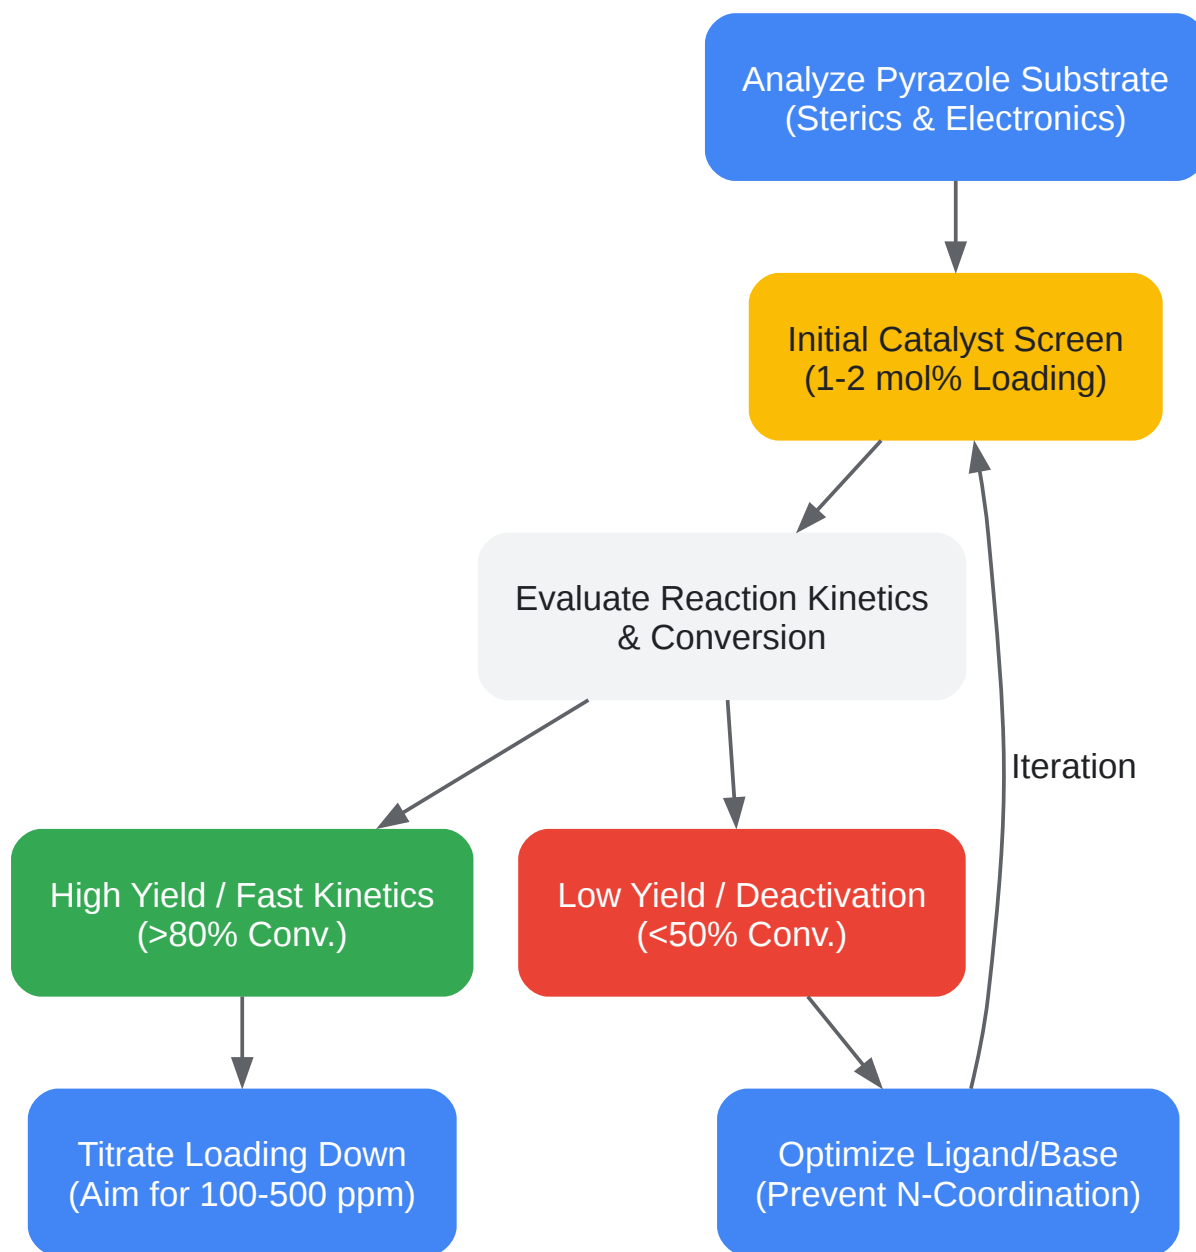 Analyze Pyrazole Substrate
(Sterics & Electronics)
Initial Catalyst Screen
(1-2 mol% Loading)
Evaluate Reaction Kinetics
& Conversion
Iteration
High Yield / Fast Kinetics
(>80% Conv.)
Low Yield / Deactivation
(<50% Conv.)
Titrate Loading Down
(Aim for 100-500 ppm)
Optimize Ligand/Base
(Prevent N-Coordination)